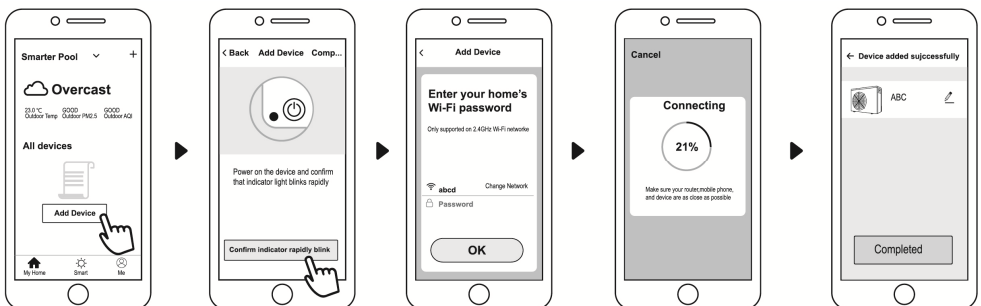 Smarter Pool
+
Overcast
23.0 ℃ GOOD GOOD
Outdoor Temp Outdoor PM2.5 Outdoor AQI
All devices
Add Device
My Home Smart Me
< Back Add Device Comp...
Power on the device and confirm
that indicator light blinks rapidly
Confirm indicator rapidly blink
< Add Device
Enter your home's
Wi-Fi password
Only supported on 2.4GHz Wi-Fi networke
abcd Change Network
Password
OK
Cancel
Connecting
21%
Make sure your router,mobile phone,
and device are as close as possible
← Device added sujccessfully
ABC
Completed